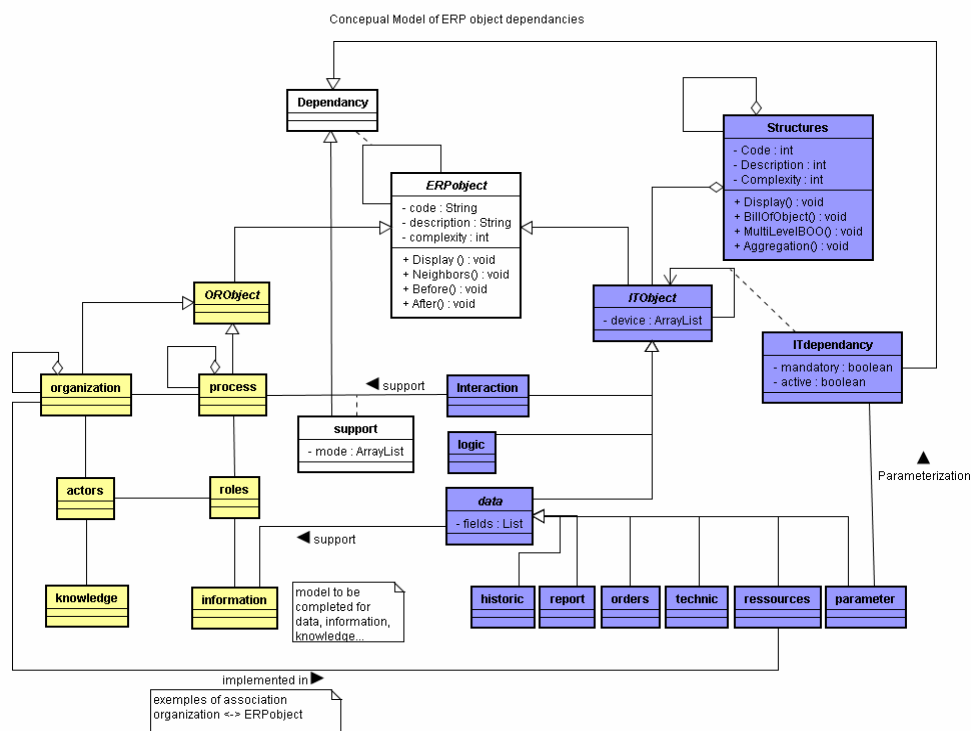 Concepual Model of ERP object dependancies
Dependancy
Structures
- Code : int
- Description : int
- Complexity : int
+ Display() : void
+ BillOfObject() : void
+ MultiLevelBOO() : void
+ Aggregation() : void
ERPobject
- code : String
- description : String
- complexity : int
+ Display () : void
+ Neighbors() : void
+ Before() : void
+ After() : void
ORObject
ITObject
- device : ArrayList
ITdependancy
- mandatory : boolean
- active : boolean
organization
process
◀ support
Interaction
support
- mode : ArrayList
logic
▲
Parameterization
actors
roles
data
- fields : List
◀ support
knowledge
information
model to be
completed for
data, information,
knowledge...
historic
report
orders
technic
ressources
parameter
implemented in ▶
exemples of association
organization <-> ERPobject